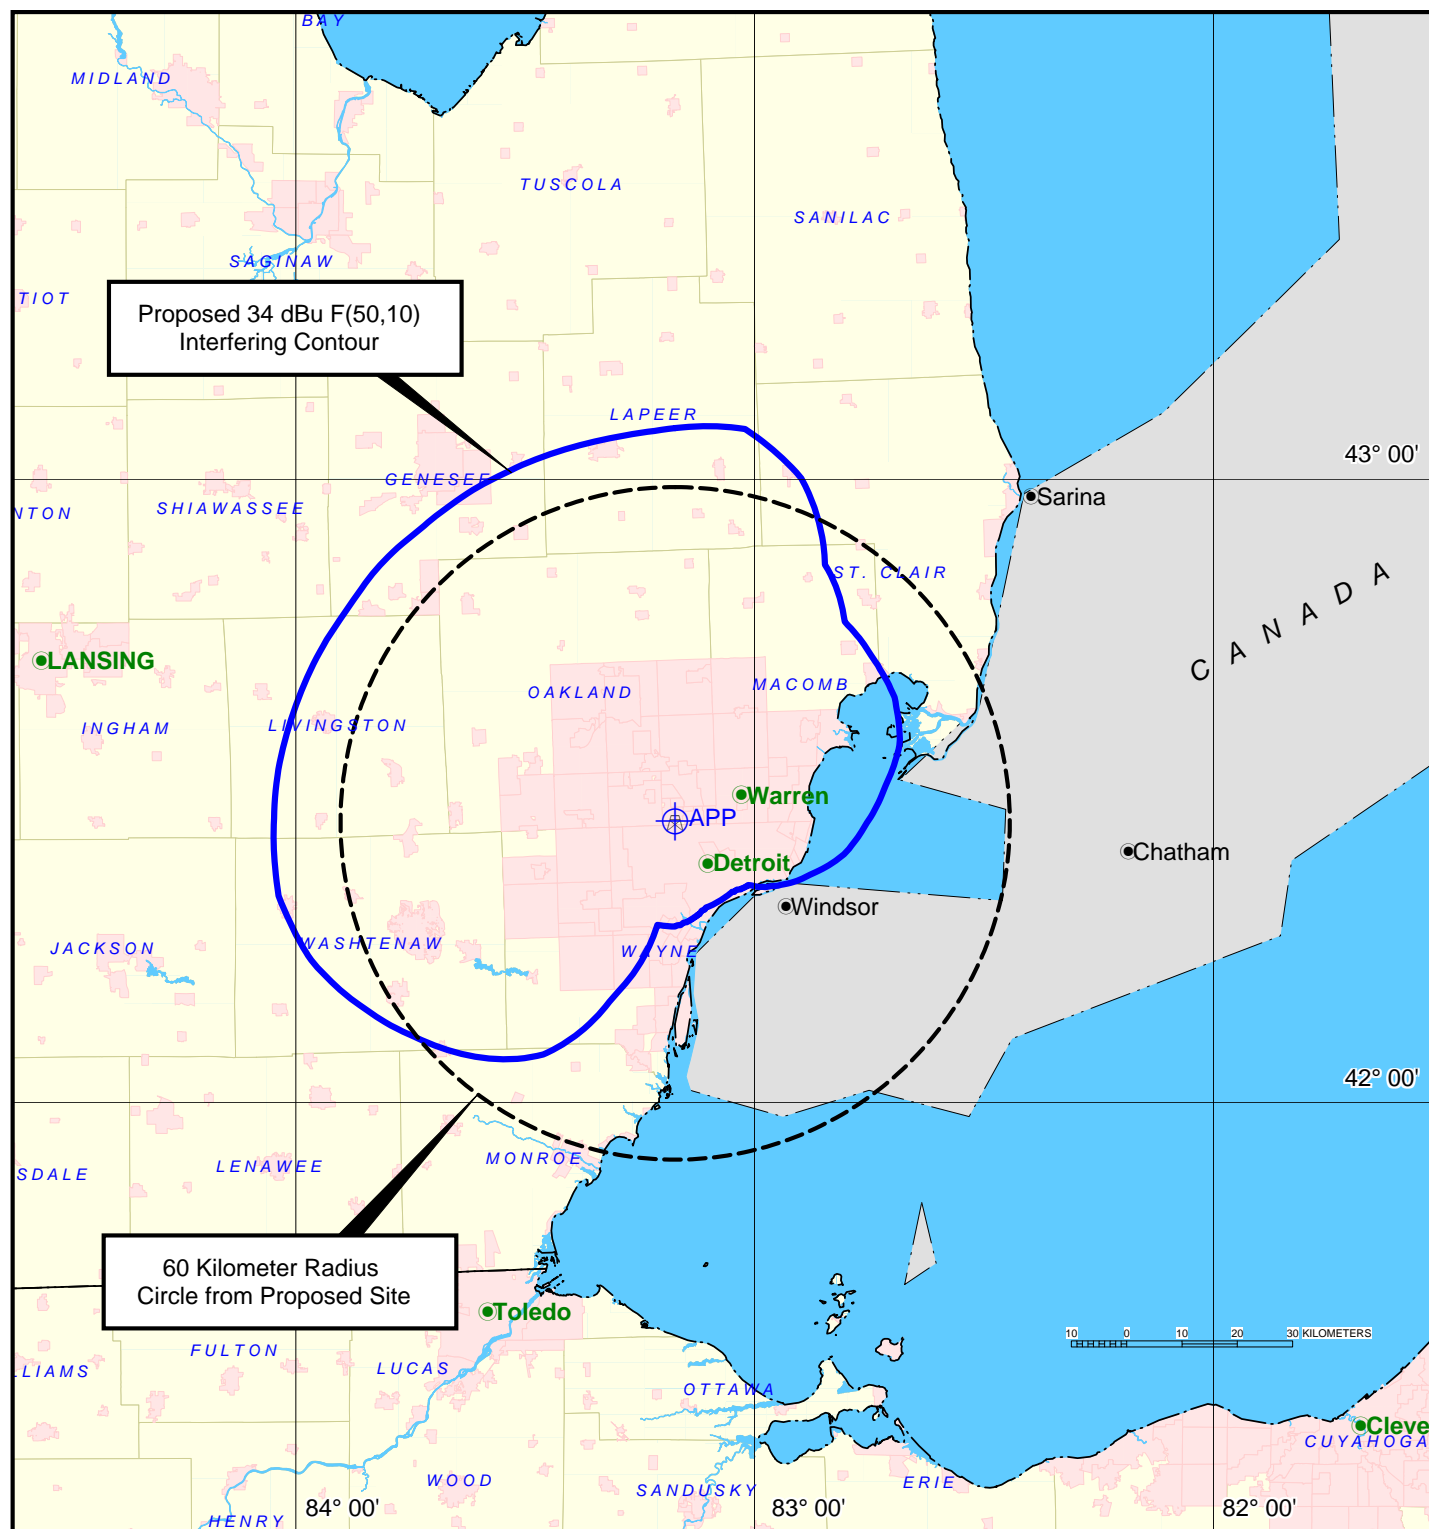 BAY
MIDLAND
TUSCOLA
SANILAC
SAGINAW
TIOT
Proposed 34 dBu F(50,10)
Interfering Contour
LAPEER
43° 00'
GENESEE
Sarina
SHIAWASSEE
NTON
ST. CLAIR
CANADA
LANSING
MACOMB
OAKLAND
LIVINGSTON
INGHAM
Warren
APP
Chatham
Detroit
Windsor
WASHTENAW
JACKSON
WAYNE
42° 00'
MONROE
LENAWEE
SDALE
60 Kilometer Radius
Circle from Proposed Site
Toledo
10 0 10 20 30 KILOMETERS
FULTON
LUCAS
LLIAMS
OTTAWA
Cleve
CUYAHOGA
WOOD
ERIE
SANDUSKY
84° 00'
83° 00'
82° 00'
HENRY